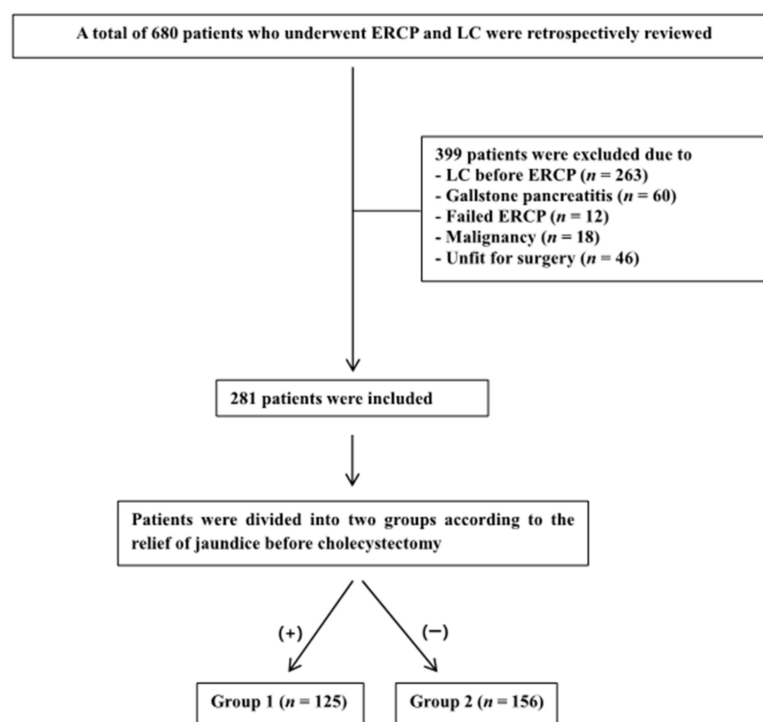 A total of 680 patients who underwent ERCP and LC were retrospectively reviewed
399 patients were excluded due to
- LC before ERCP (n = 263)
- Gallstone pancreatitis (n = 60)
- Failed ERCP (n = 12)
- Malignancy (n = 18)
- Unfit for surgery (n = 46)
281 patients were included
Patients were divided into two groups according to the
relief of jaundice before cholecystectomy
(+)
(−)
Group 1 (n = 125)
Group 2 (n = 156)